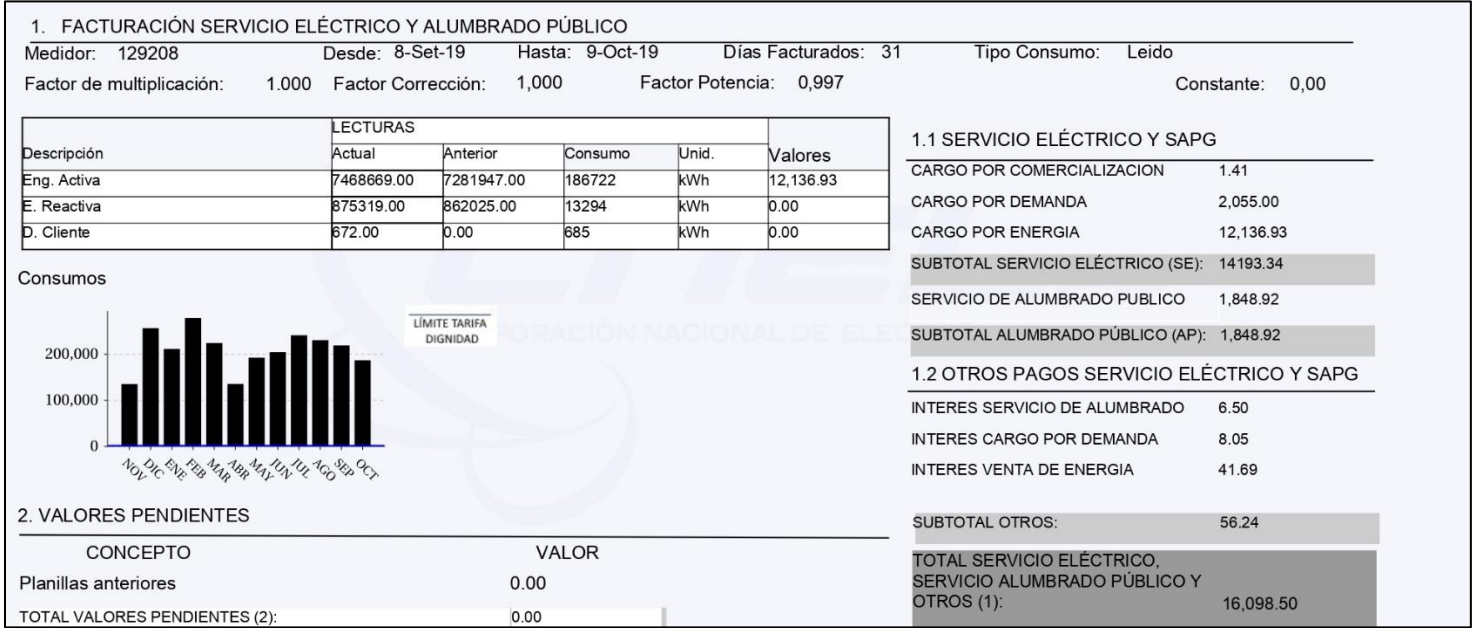 1. FACTURACIÓN SERVICIO ELÉCTRICO Y ALUMBRADO PÚBLICO
Medidor: 129208 Desde: 8-Set-19 Hasta: 9-Oct-19 Días Facturados: 31 Tipo Consumo: Leido
Factor de multiplicación: 1.000 Factor Corrección: 1,000 Factor Potencia: 0,997 Constante: 0,00
LECTURAS
Descripción Actual Anterior Consumo Unid. Valores
Eng. Activa 7468669.00 7281947.00 186722 kWh 12,136.93
E. Reactiva 875319.00 862025.00 13294 kWh 0.00
D. Cliente 672.00 0.00 685 kWh 0.00
Consumos
LÍMITE TARIFA
DIGNIDAD
200,000
100,000
0
NOV DIC ENE FEB MAR ABR MAY JUN JUL AGO SEP OCT
2. VALORES PENDIENTES
CONCEPTO VALOR
Planillas anteriores 0.00
TOTAL VALORES PENDIENTES (2): 0.00
1.1 SERVICIO ELÉCTRICO Y SAPG
CARGO POR COMERCIALIZACION 1.41
CARGO POR DEMANDA 2,055.00
CARGO POR ENERGIA 12,136.93
SUBTOTAL SERVICIO ELÉCTRICO (SE): 14193.34
SERVICIO DE ALUMBRADO PUBLICO 1,848.92
SUBTOTAL ALUMBRADO PÚBLICO (AP): 1,848.92
1.2 OTROS PAGOS SERVICIO ELÉCTRICO Y SAPG
INTERES SERVICIO DE ALUMBRADO 6.50
INTERES CARGO POR DEMANDA 8.05
INTERES VENTA DE ENERGIA 41.69
SUBTOTAL OTROS: 56.24
TOTAL SERVICIO ELÉCTRICO,
SERVICIO ALUMBRADO PÚBLICO Y
OTROS (1): 16,098.50